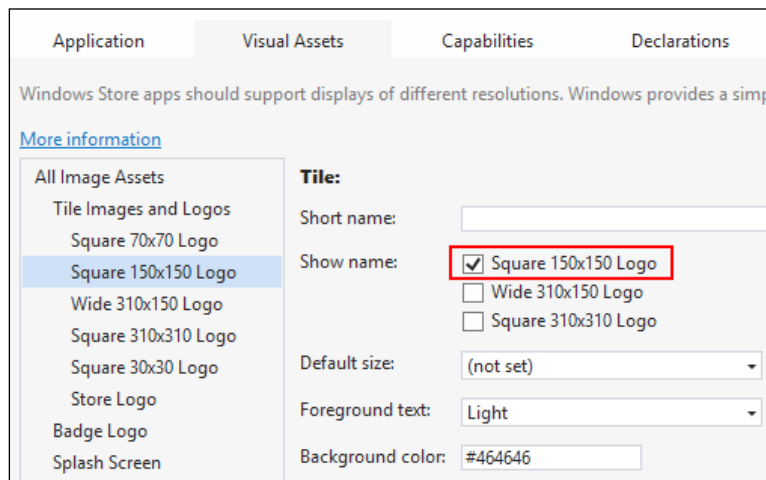 Application Visual Assets Capabilities Declarations
Windows Store apps should support displays of different resolutions. Windows provides a simp
More information
All Image Assets
Tile Images and Logos
Square 70x70 Logo
Square 150x150 Logo
Wide 310x150 Logo
Square 310x310 Logo
Square 30x30 Logo
Store Logo
Badge Logo
Splash Screen
Tile:
Short name:
Show name:
Square 150x150 Logo
Wide 310x150 Logo
Square 310x310 Logo
Default size: (not set)
Foreground text: Light
Background color: #464646